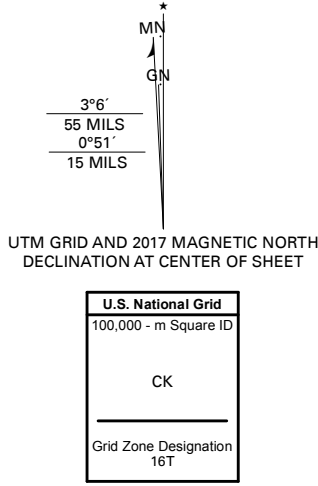 MN
GN
3°6´
55 MILS
0°51´
15 MILS
UTM GRID AND 2017 MAGNETIC NORTH
DECLINATION AT CENTER OF SHEET
U.S. National Grid
100,000 - m Square ID
CK
Grid Zone Designation
16T